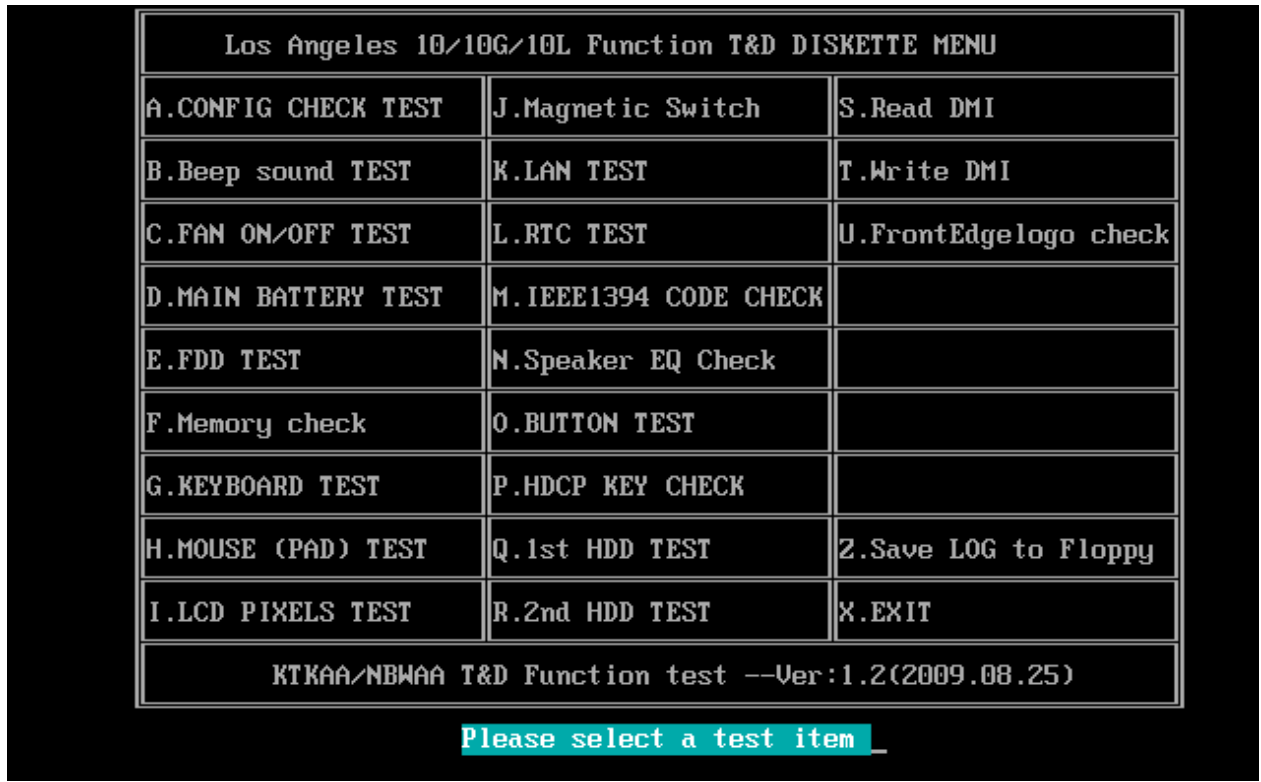 Los Angeles 10/10G/10L Function T&D DISKETTE MENU
A.CONFIG CHECK TEST J.Magnetic Switch S.Read DMI
B.Beep sound TEST K.LAN TEST T.Write DMI
C.FAN ON/OFF TEST L.RTC TEST U.FrontEdgelogo check
D.MAIN BATTERY TEST M.IEEE1394 CODE CHECK
E.FDD TEST N.Speaker EQ Check
F.Memory check O.BUTTON TEST
G.KEYBOARD TEST P.HDCP KEY CHECK
H.MOUSE (PAD) TEST Q.1st HDD TEST Z.Save LOG to Floppy
I.LCD PIXELS TEST R.2nd HDD TEST X.EXIT
KTKAA/NBWAA T&D Function test --Ver:1.2(2009.08.25)
Please select a test item _